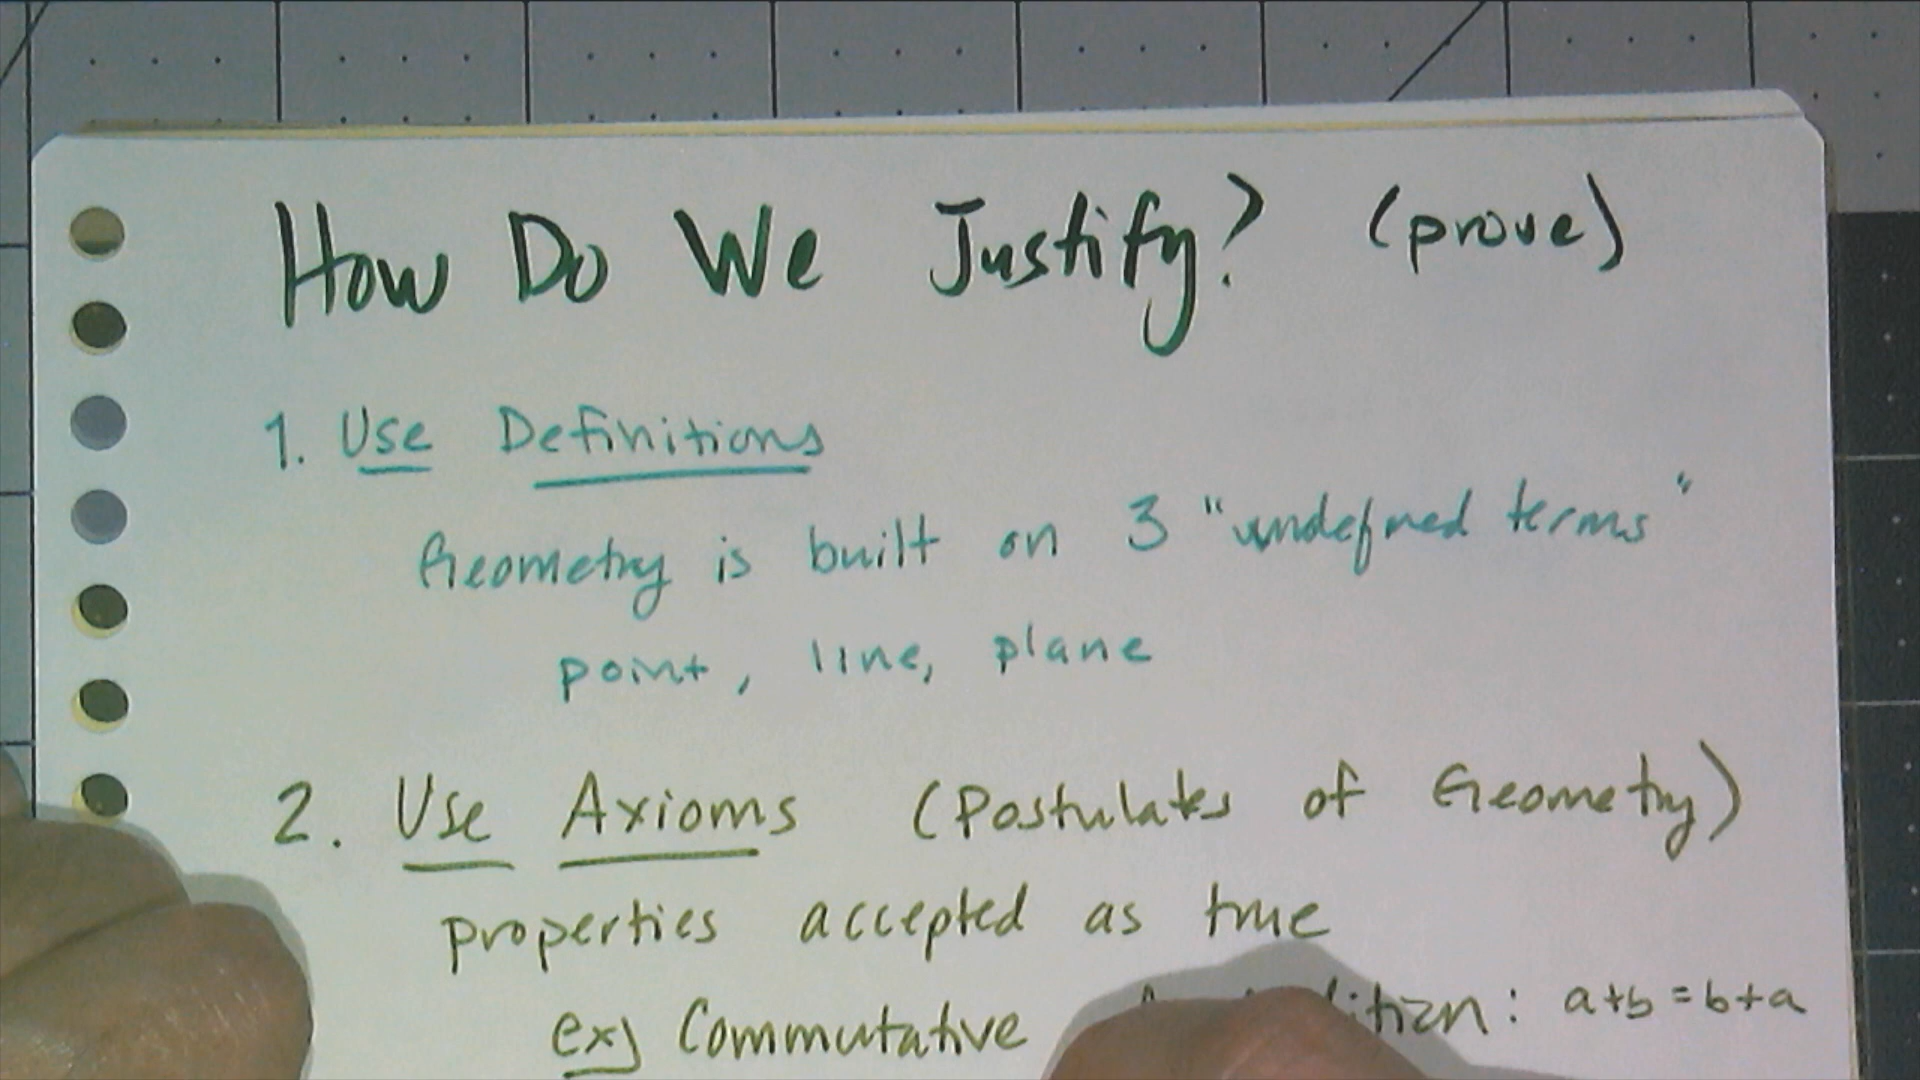 How Do We Justify? (prove)
1. Use Definitions
Geometry is built on 3 "undefined terms"
point, line, plane
2. Use Axioms (Postulates of Geometry)
properties accepted as true
ex) Commutative : a+b=b+a